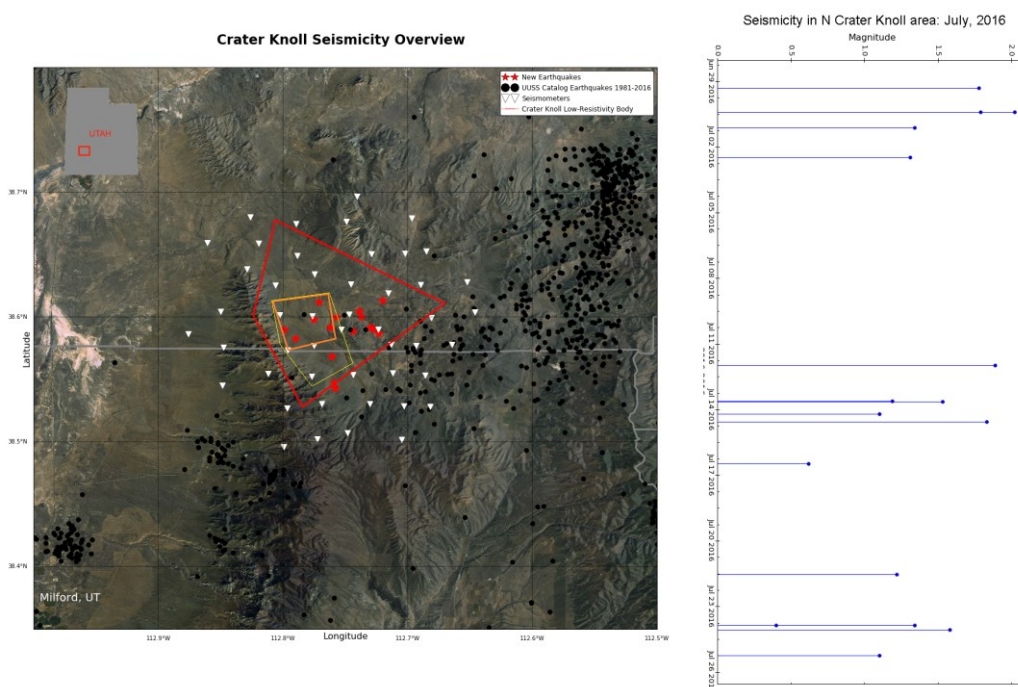 Crater Knoll Seismicity Overview
New Earthquakes
UUSS Catalog Earthquakes 1981-2016
Seismometers
Crater Knoll Low-Resistivity Body
UTAH
38.7°N
38.6°N
38.5°N
38.4°N
Latitude
Milford, UT
112.9°W
112.8°W
112.7°W
112.6°W
112.5°W
Longitude
Seismicity in N Crater Knoll area: July, 2016
Magnitude
0.0
0.5
1.0
1.5
2.0
Jun 29 2016
Jul 02 2016
Jul 05 2016
Jul 08 2016
Jul 11 2016
Jul 14 2016
Jul 17 2016
Jul 20 2016
Jul 23 2016
Jul 26 201